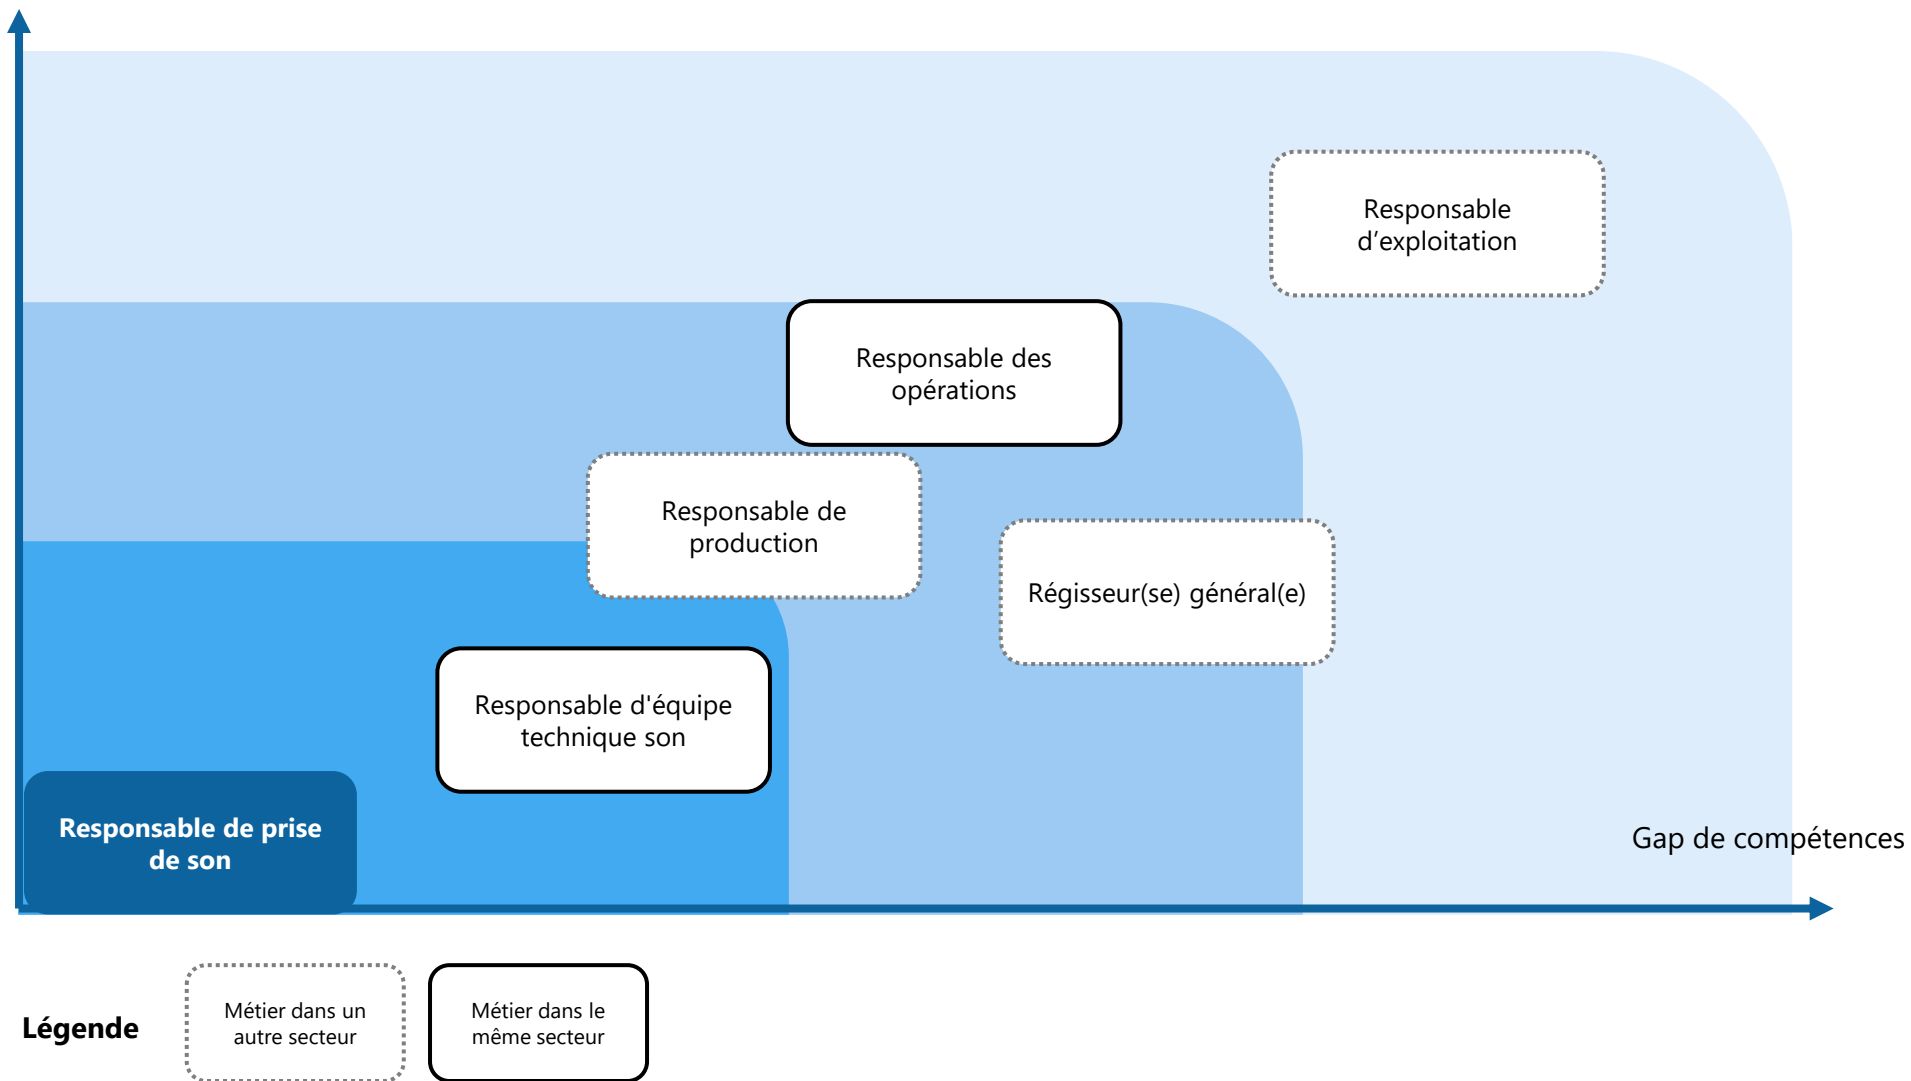 Responsable
d’exploitation
Responsable des
opérations
Responsable de
production
Régisseur(se) général(e)
Responsable d'équipe
technique son
Responsable de prise
de son
Gap de compétences
Légende
Métier dans un
autre secteur
Métier dans le
même secteur